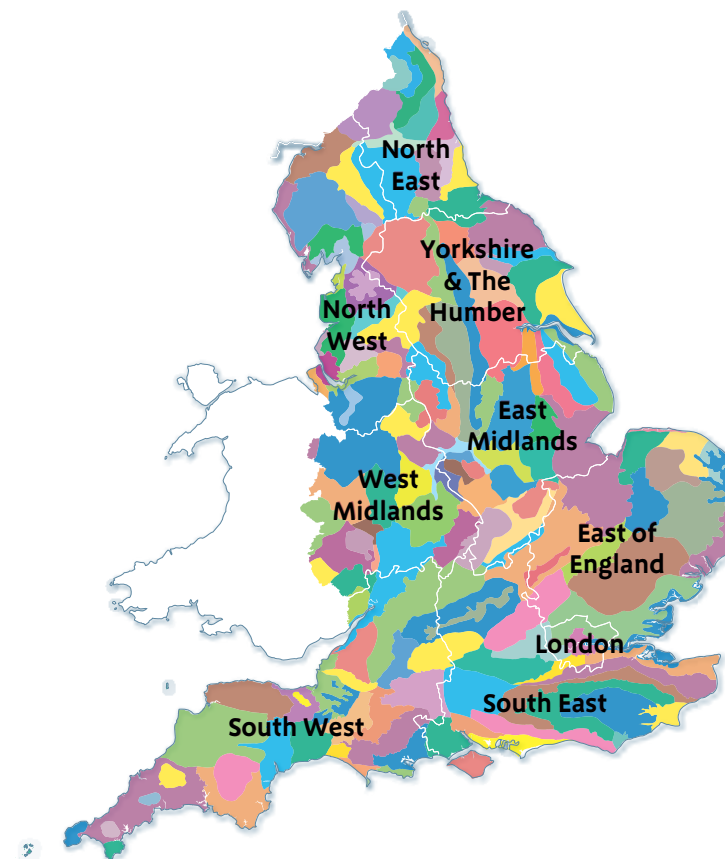 North
East
Yorkshire
& The
Humber
North
West
East
Midlands
West
Midlands
East of
England
London
South East
South West